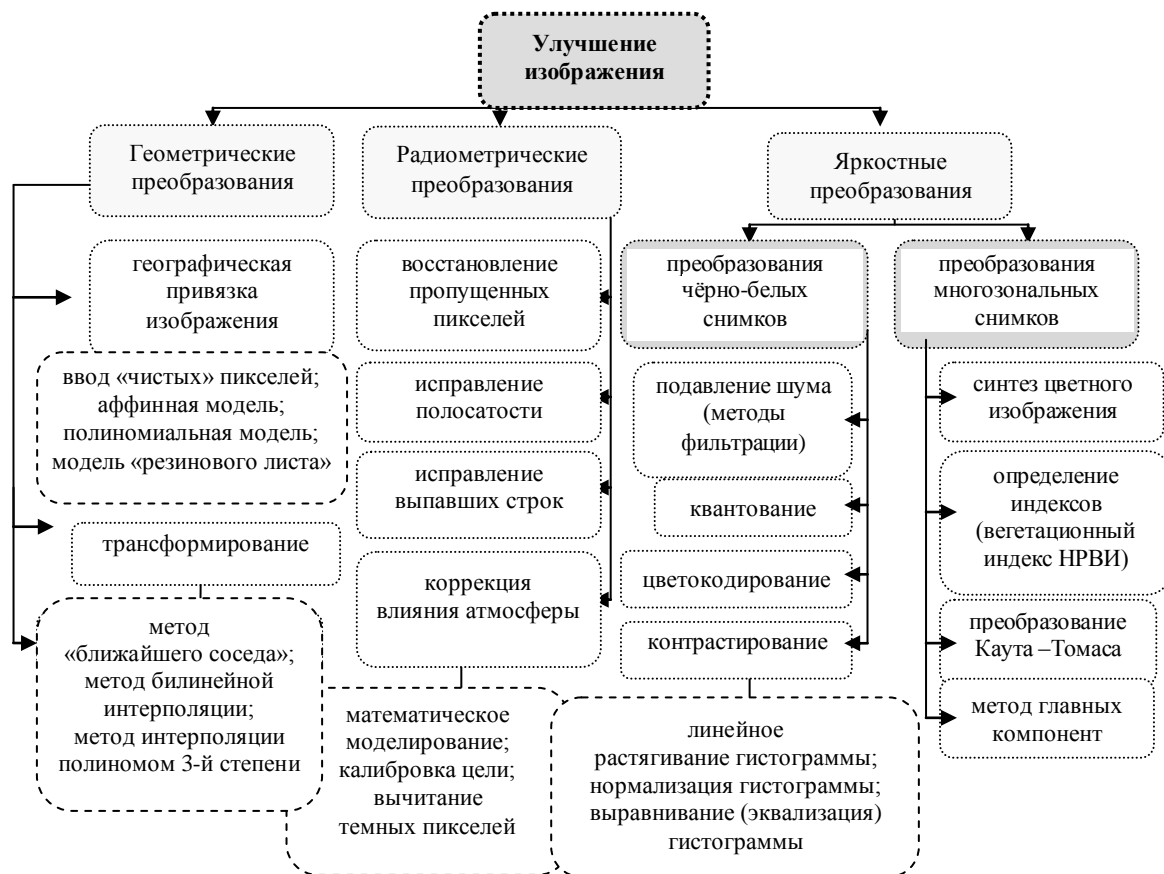 Улучшение
изображения
Геометрические
преобразования
Радиометрические
преобразования
Яркостные
преобразования
географическая
привязка
изображения
ввод «чистых» пикселей;
аффинная модель;
полиномиальная модель;
модель «резинового листа»
трансформирование
метод
«ближайшего соседа»;
метод билинейной
интерполяции;
метод интерполяции
полиномом 3-й степени
восстановление
пропущенных
пикселей
исправление
полосатости
исправление
выпавших строк
коррекция
влияния атмосферы
математическое
моделирование;
калибровка цели;
вычитание
темных пикселей
преобразования
чёрно-белых
снимков
подавление шума
(методы
фильтрации)
квантование
цветокодирование
контрастирование
линейное
растягивание гистограммы;
нормализация гистограммы;
выравнивание (эквализация)
гистограммы
преобразования
многозональных
снимков
синтез цветного
изображения
определение
индексов
(вегетационный
индекс НРВИ)
преобразование
Каута –Томаса
метод главных
компонент